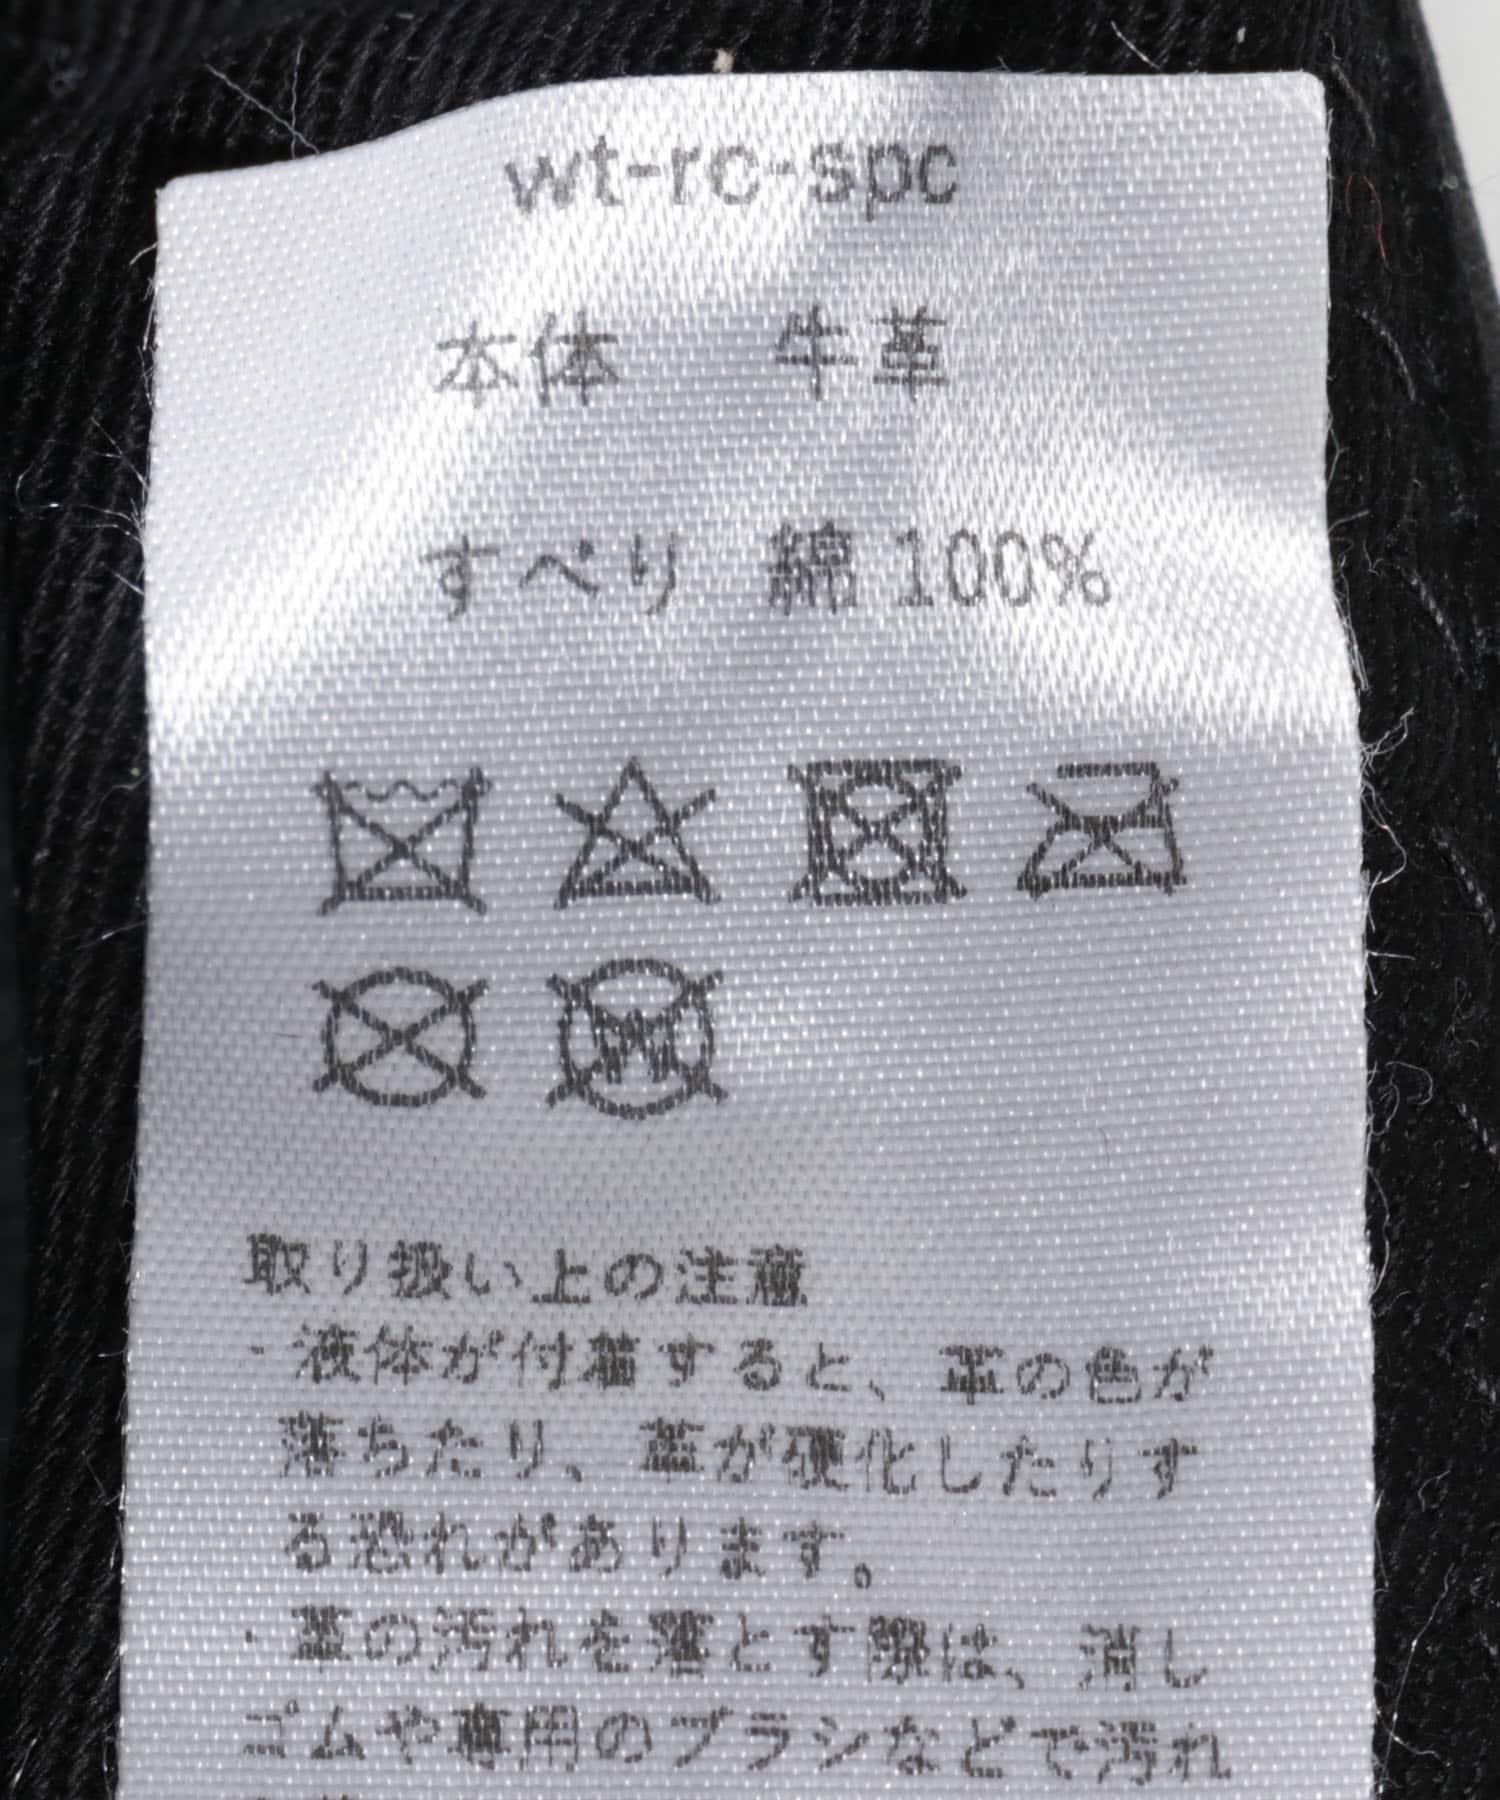 wt-rc-spc
本体 牛革
すべり 綿100%
W
取り扱い上の注意
・液体が付着すると、革の色が
落ちたり、革が硬化したりす
る恐れがあります。
・革の汚れを落とす際は、消し
ゴムや専用のブラシなどで汚れ